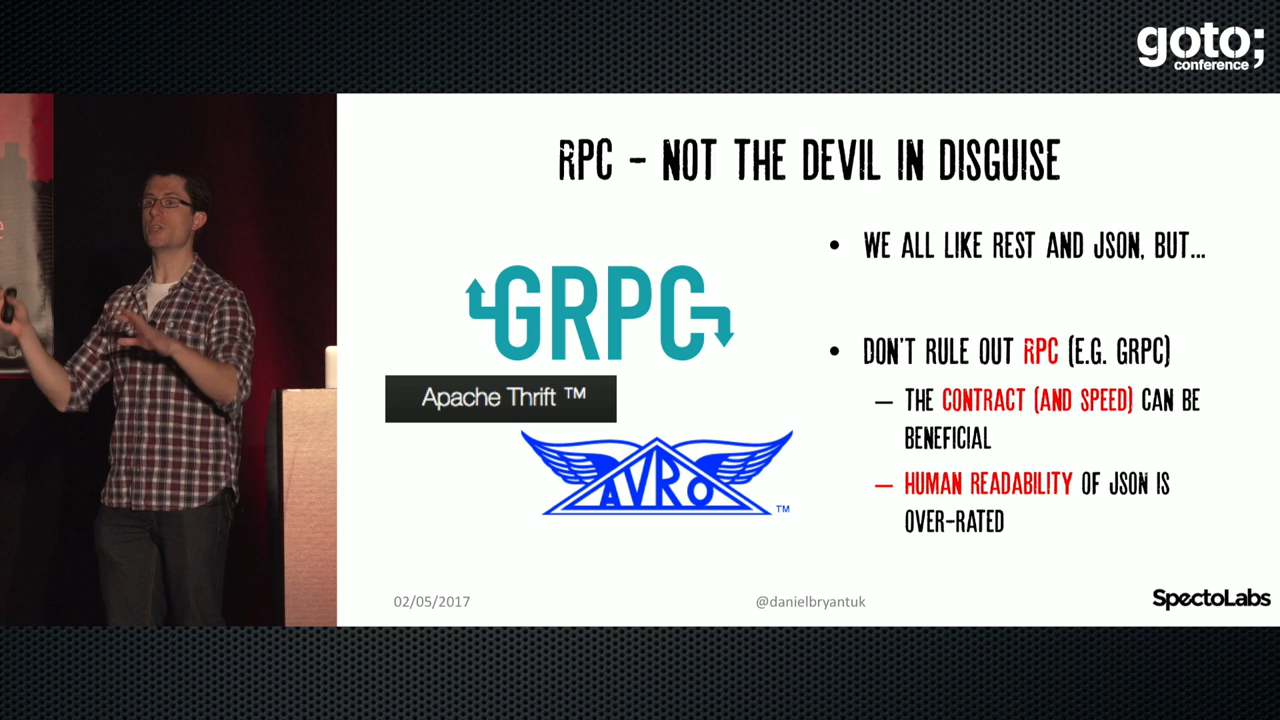 goto;
conference
RPC – NOT THE DEVIL IN DISGUISE
• WE ALL LIKE REST AND JSON, BUT...
GRPC
• DON'T RULE OUT RPC (E.G. GRPC)
Apache Thrift ™
– THE CONTRACT (AND SPEED) CAN BE
BENEFICIAL
AVRO ™
– HUMAN READABILITY OF JSON IS
OVER-RATED
02/05/2017
@danielbryantuk
SpectoLabs
e